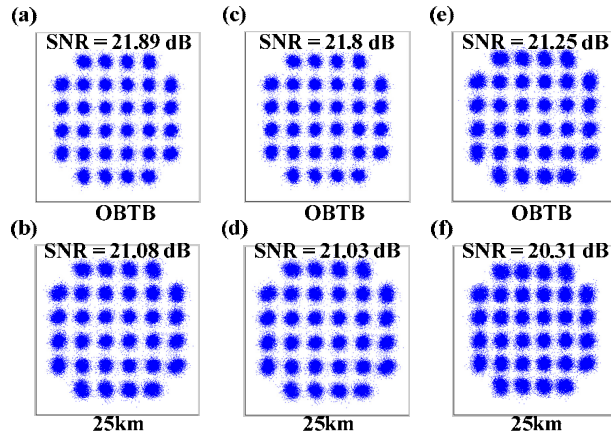 (a)
SNR = 21.89 dB
OBTB
(c)
SNR = 21.8 dB
OBTB
(e)
SNR = 21.25 dB
OBTB
(b)
SNR = 21.08 dB
25km
(d)
SNR = 21.03 dB
25km
(f)
SNR = 20.31 dB
25km